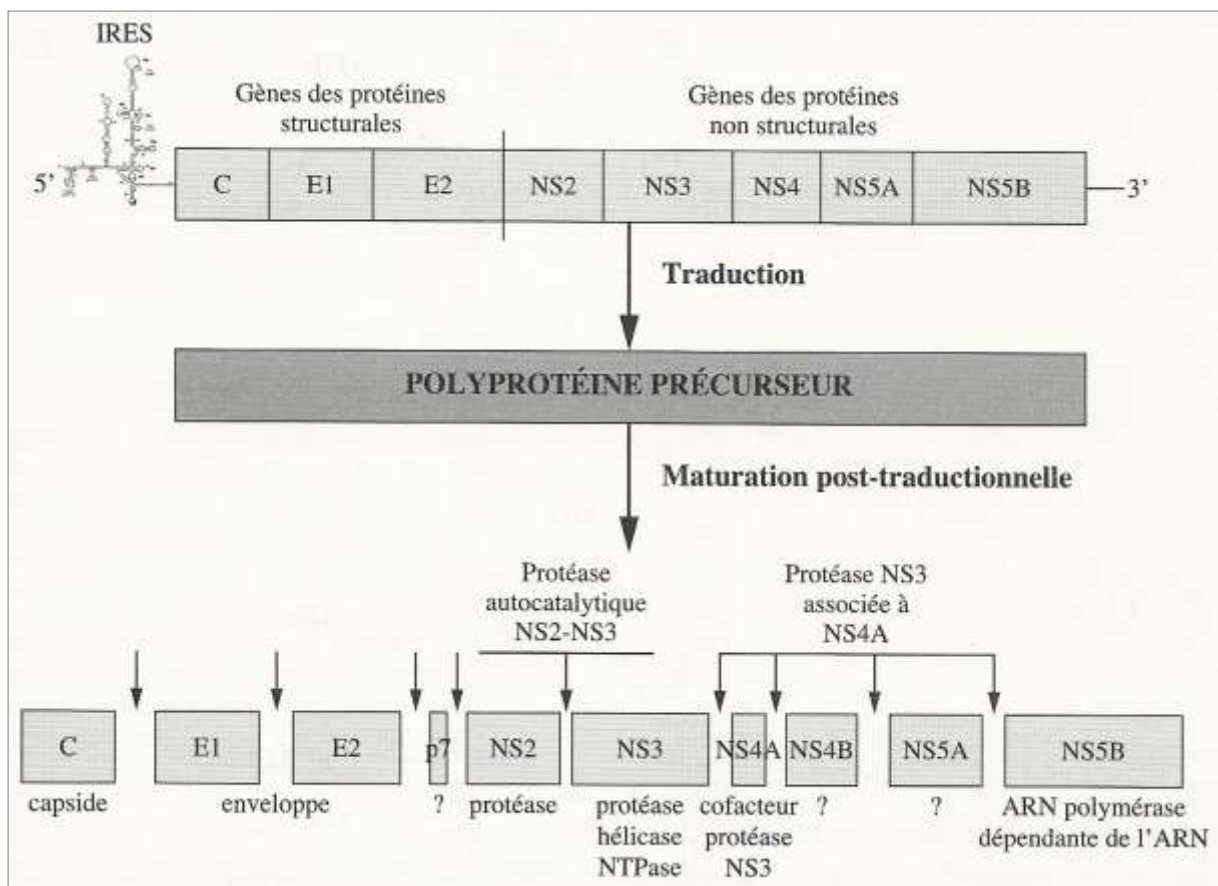 IRES
Gènes des protéines
structurales
Gènes des protéines
non structurales
5’
C
E1
E2
NS2
NS3
NS4
NS5A
NS5B
3’
Traduction
POLYPROTÉINE PRÉCURSEUR
Maturation post-traductionnelle
Protéase
autocatalytique
NS2-NS3
Protéase NS3
associée à
NS4A
C
E1
E2
p7
NS2
NS3
NS4A
NS4B
NS5A
NS5B
capside
enveloppe
?
protéase
protéase
hélicase
NTPase
cofacteur
protéase
NS3
?
?
ARN polymérase
dépendante de l’ARN